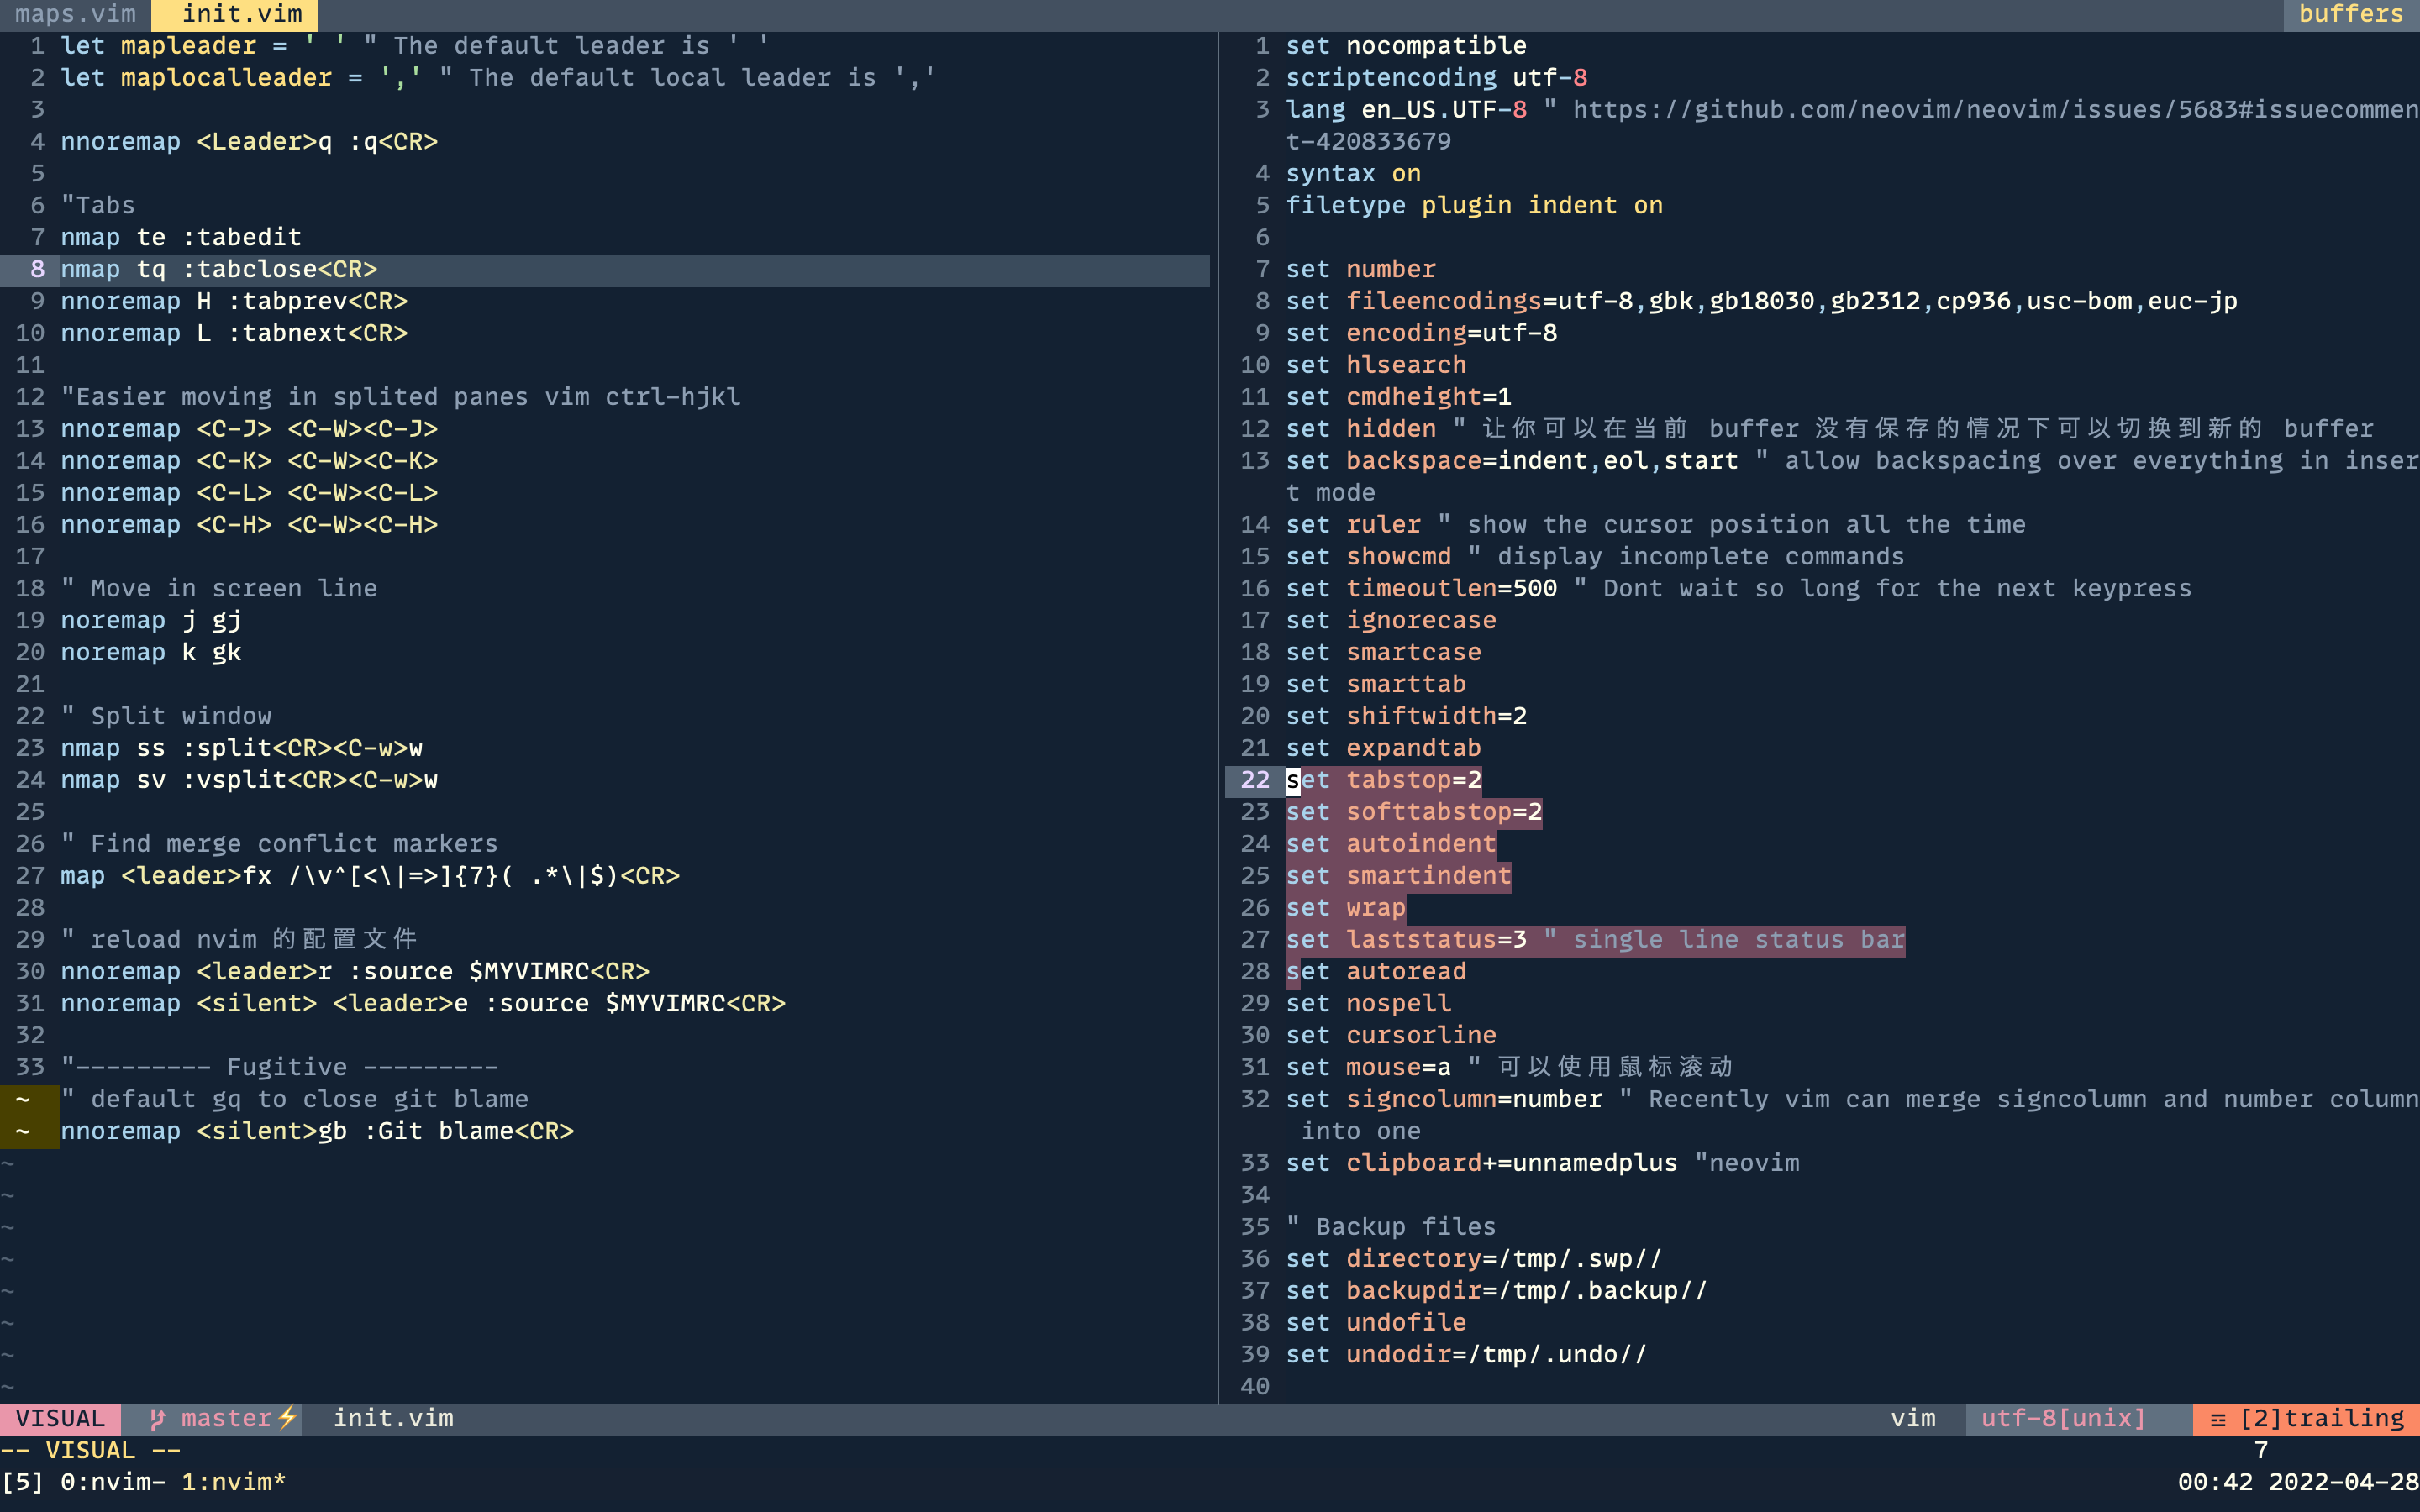 maps.vim init.vim buffers
1 let mapleader = ' ' " The default leader is ' '
2 let maplocalleader = ',' " The default local leader is ','
3
4 nnoremap <Leader>q :q<CR>
5
6 "Tabs
7 nmap te :tabedit
8 nmap tq :tabclose<CR>
9 nnoremap H :tabprev<CR>
10 nnoremap L :tabnext<CR>
11
12 "Easier moving in splited panes vim ctrl-hjkl
13 nnoremap <C-J> <C-W><C-J>
14 nnoremap <C-K> <C-W><C-K>
15 nnoremap <C-L> <C-W><C-L>
16 nnoremap <C-H> <C-W><C-H>
17
18 " Move in screen line
19 noremap j gj
20 noremap k gk
21
22 " Split window
23 nmap ss :split<CR><C-w>w
24 nmap sv :vsplit<CR><C-w>w
25
26 " Find merge conflict markers
27 map <leader>fx /\v^[<\|=>]{7}( .*\|$)<CR>
28
29 " reload nvim 的配置文件
30 nnoremap <leader>r :source $MYVIMRC<CR>
31 nnoremap <silent> <leader>e :source $MYVIMRC<CR>
32
33 "--------- Fugitive ---------
~ " default gq to close git blame
~ nnoremap <silent>gb :Git blame<CR>
~
~
~
~
~
~
~
~
1 set nocompatible
2 scriptencoding utf-8
3 lang en_US.UTF-8 " https://github.com/neovim/neovim/issues/5683#issuecommen
t-420833679
4 syntax on
5 filetype plugin indent on
6
7 set number
8 set fileencodings=utf-8,gbk,gb18030,gb2312,cp936,usc-bom,euc-jp
9 set encoding=utf-8
10 set hlsearch
11 set cmdheight=1
12 set hidden " 让你可以在当前 buffer 没有保存的情况下可以切换到新的 buffer
13 set backspace=indent,eol,start " allow backspacing over everything in inser
t mode
14 set ruler " show the cursor position all the time
15 set showcmd " display incomplete commands
16 set timeoutlen=500 " Dont wait so long for the next keypress
17 set ignorecase
18 set smartcase
19 set smarttab
20 set shiftwidth=2
21 set expandtab
22 set tabstop=2
23 set softtabstop=2
24 set autoindent
25 set smartindent
26 set wrap
27 set laststatus=3 " single line status bar
28 set autoread
29 set nospell
30 set cursorline
31 set mouse=a " 可以使用鼠标滚动
32 set signcolumn=number " Recently vim can merge signcolumn and number column
into one
33 set clipboard+=unnamedplus "neovim
34
35 " Backup files
36 set directory=/tmp/.swp//
37 set backupdir=/tmp/.backup//
38 set undofile
39 set undodir=/tmp/.undo//
40
VISUAL master⚡ init.vim vim utf-8[unix] ☲ [2]trailing
-- VISUAL -- 7
[5] 0:nvim- 1:nvim* 00:42 2022-04-28